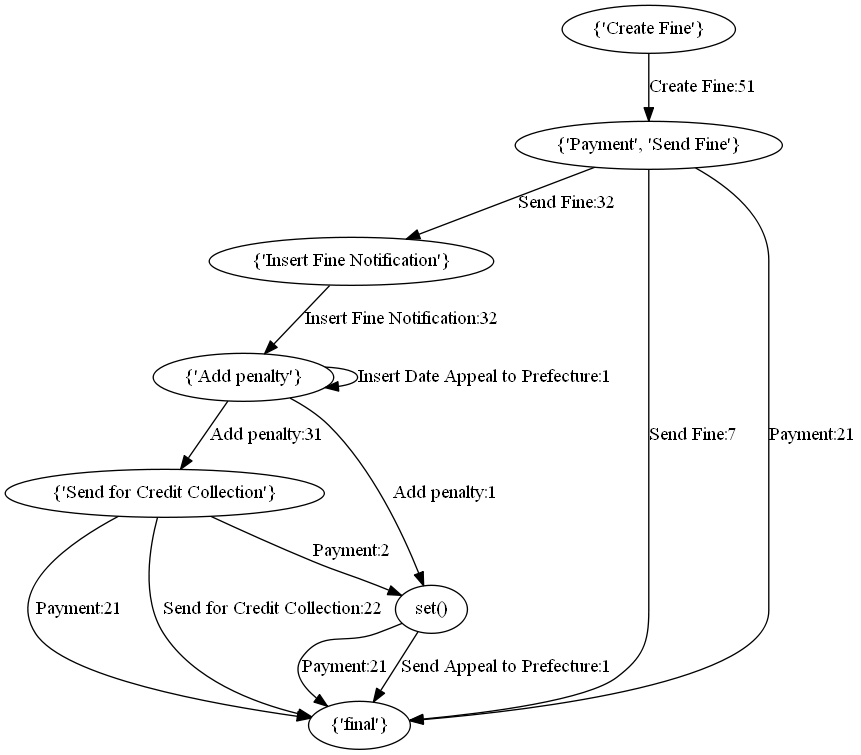 {'Create Fine'}
Create Fine:51
{'Payment', 'Send Fine'}
Send Fine:32
{'Insert Fine Notification'}
Insert Fine Notification:32
{'Add penalty'}
Insert Date Appeal to Prefecture:1
Add penalty:31
Send Fine:7
Payment:21
{'Send for Credit Collection'}
Add penalty:1
Payment:2
Payment:21
Send for Credit Collection:22
set()
Payment:21
Send Appeal to Prefecture:1
{'final'}